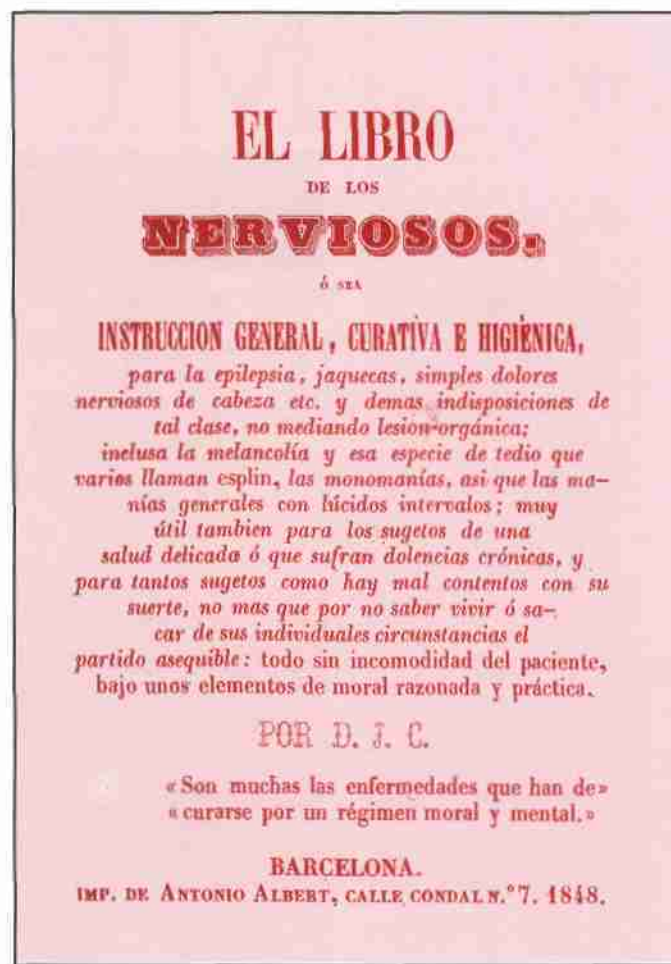 EL LIBRO
DE LOS
NERVIOSOS,
ó SEA
INSTRUCCION GENERAL, CURATIVA E HIGIÈNICA,
para la epilepsia, jaquecas, simples dolores
nerviosos de cabeza etc. y demas indisposiciones de
tal clase, no mediando lesion orgánica;
inclusa la melancolía y esa especie de tedio que
varios llaman esplin, las monomanías, asi que las ma-
nías generales con lúcidos intervalos; muy
útil tambien para los sugetos de una
salud delicada ó que sufran dolencias crónicas, y
para tantos sugetos como hay mal contentos con su
suerte, no mas que por no saber vivir ó sa-
car de sus individuales circunstancias el
partido asequible: todo sin incomodidad del paciente,
bajo unos elementos de moral razonada y práctica.
POR D. J. C.
«Son muchas las enfermedades que han de»
«curarse por un régimen moral y mental.»
BARCELONA.
IMP. DE ANTONIO ALBERT, CALLE CONDAL N.º 7. 1848.